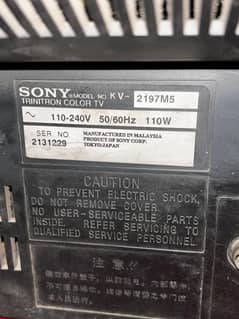 SONY ®MODEL NO KV- 2197M5
TRINITRON COLOR TV
~ 110-240V 50/60Hz 110W
SER NO MANUFACTURED IN MALAYSIA
2131229 PRODUCT OF SONY CORP.
TOKYO JAPAN
CAUTION
TO PREVENT ELECTRIC SHOCK,
DO NOT REMOVE COVER.
NO USER-SERVICEABLE PARTS
INSIDE. REFER SERVICING TO
QUALIFIED SERVICE PERSONNEL
注意!